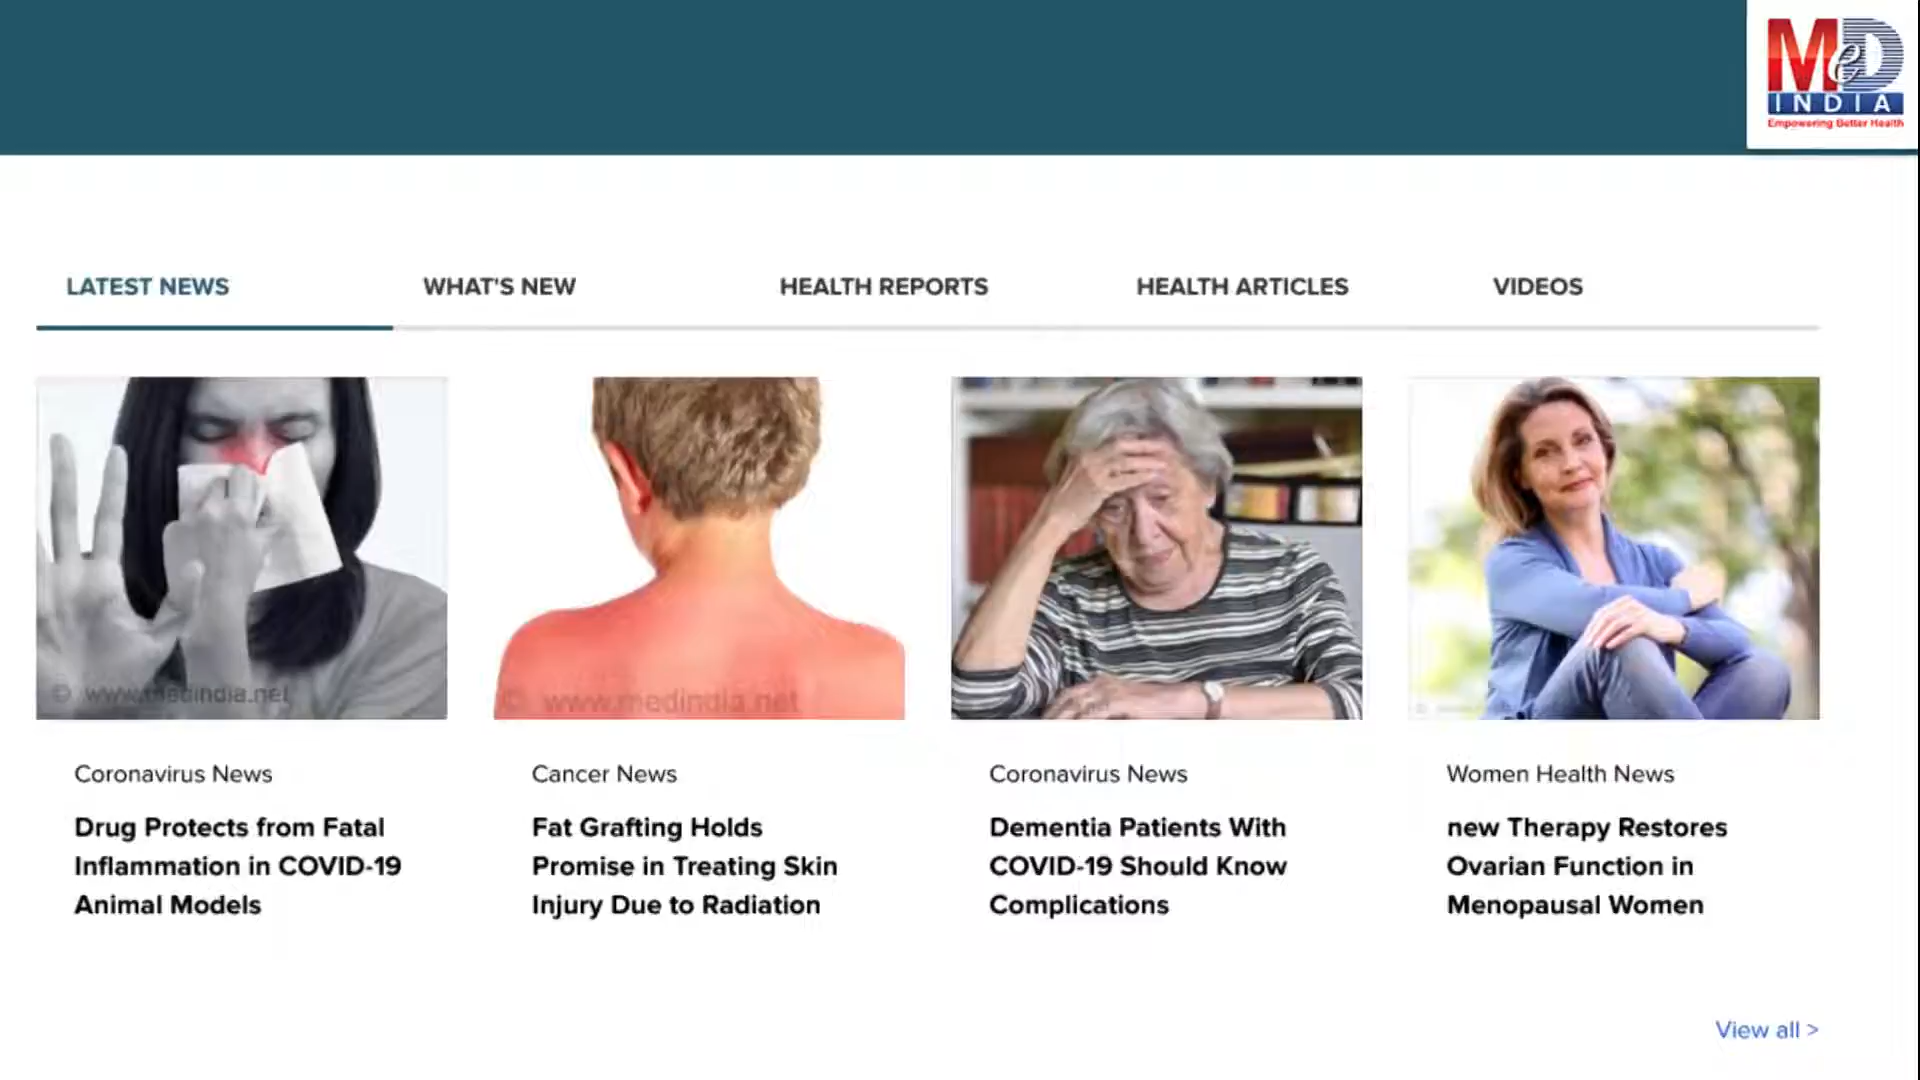 MeD
INDIA
Empowering Better Health
LATEST NEWS
WHAT'S NEW
HEALTH REPORTS
HEALTH ARTICLES
VIDEOS
© www.medindia.net
© www.medindia.net
Coronavirus News
Drug Protects from Fatal
Inflammation in COVID-19
Animal Models
Cancer News
Fat Grafting Holds
Promise in Treating Skin
Injury Due to Radiation
Coronavirus News
Dementia Patients With
COVID-19 Should Know
Complications
Women Health News
new Therapy Restores
Ovarian Function in
Menopausal Women
View all >